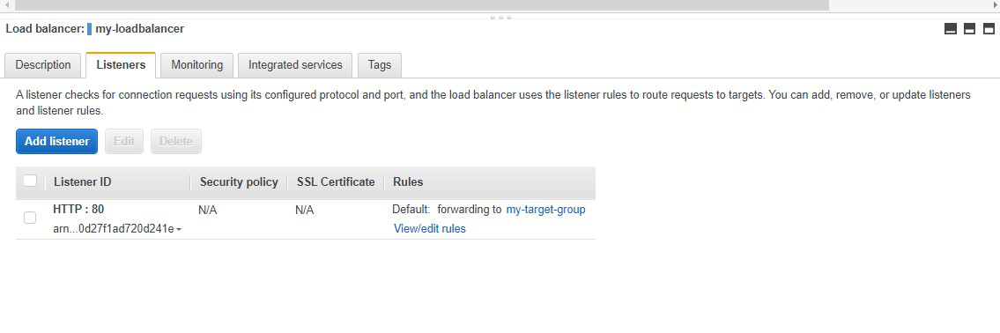 Load balancer: my-loadbalancer
Description Listeners Monitoring Integrated services Tags
A listener checks for connection requests using its configured protocol and port, and the load balancer uses the listener rules to route requests to targets. You can add, remove, or update listeners
and listener rules.
Add listener Edit Delete
Listener ID Security policy SSL Certificate Rules
HTTP : 80 N/A N/A Default: forwarding to my-target-group
arn...0d27f1ad720d241e View/edit rules